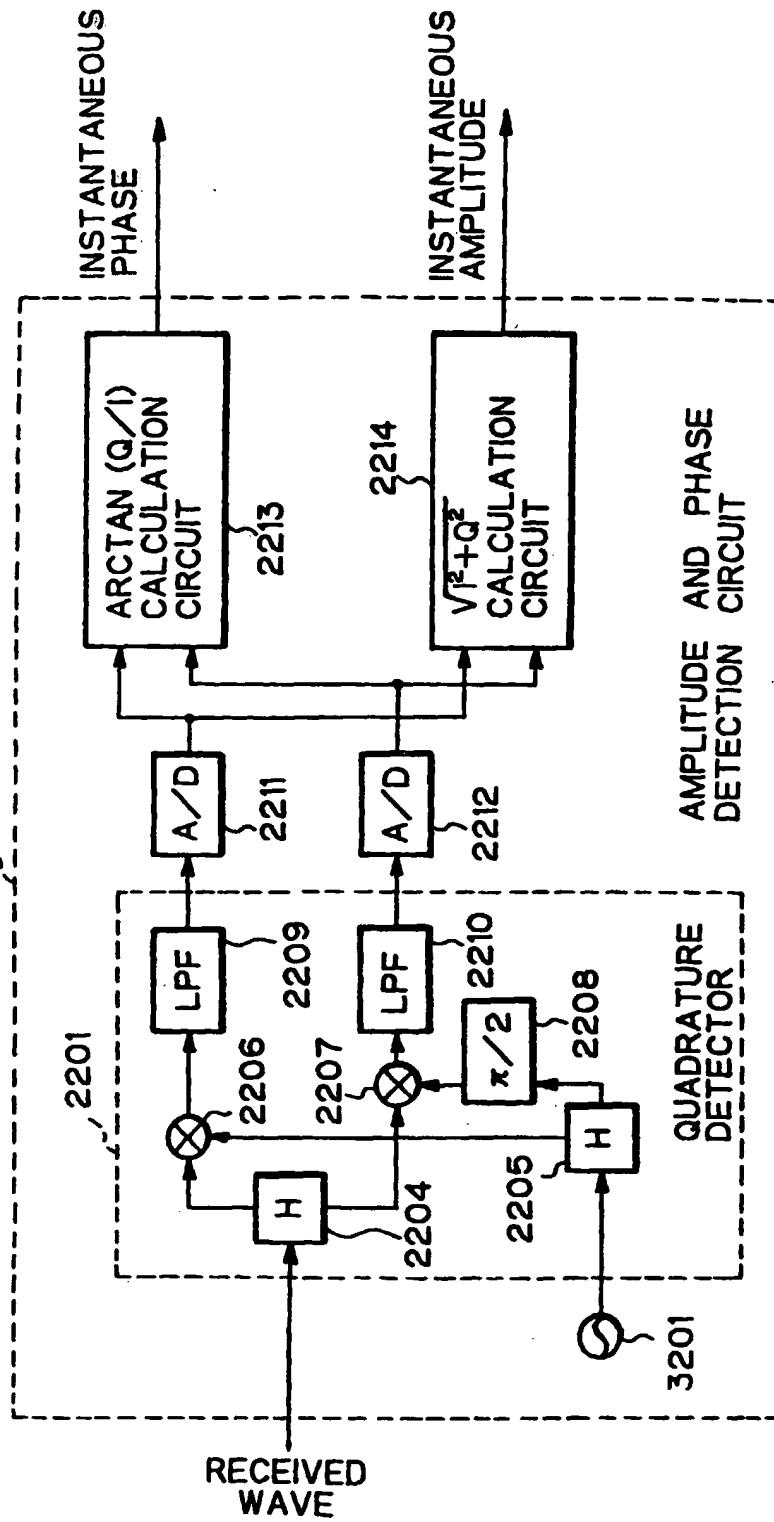 RECEIVED
WAVE
3201
2201
H
2204
H
2205
2206
2207
π/2
2208
LPF
2209
LPF
2210
QUADRATURE
DETECTOR
A/D
2211
A/D
2212
ARCTAN (Q/I)
CALCULATION
CIRCUIT
2213
√I²+Q²
CALCULATION
CIRCUIT
2214
AMPLITUDE AND PHASE
DETECTION CIRCUIT
INSTANTANEOUS
PHASE
INSTANTANEOUS
AMPLITUDE